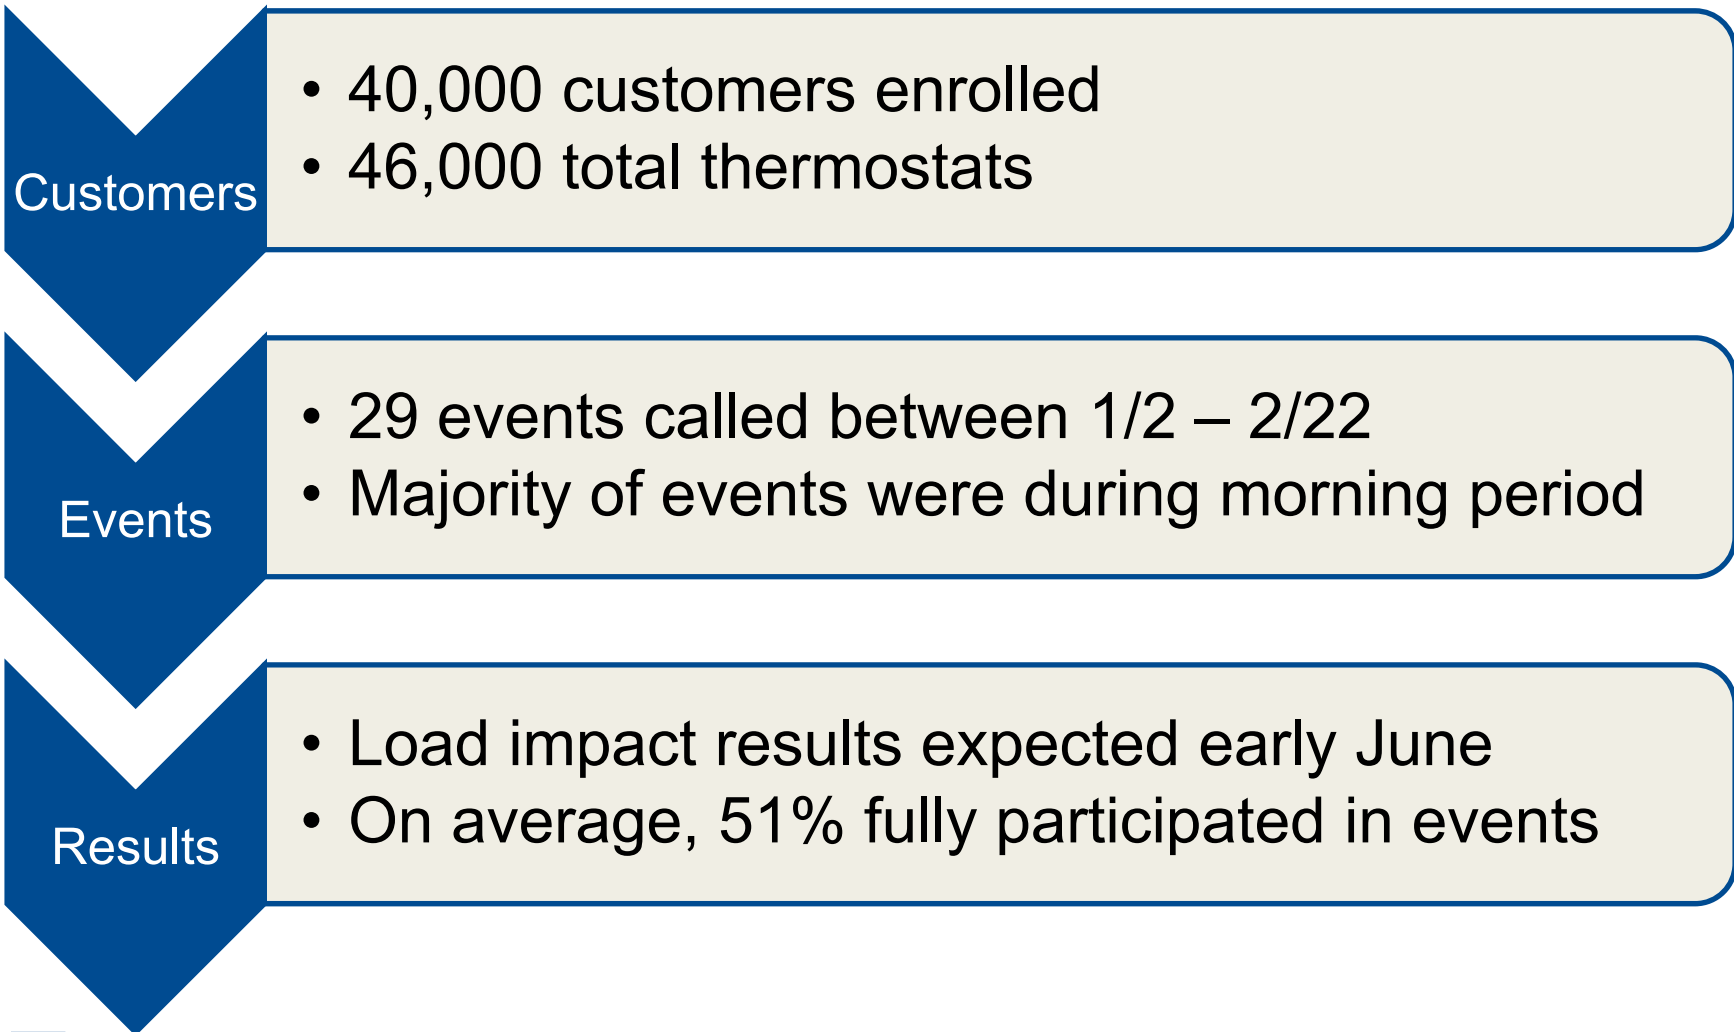 Customers
• 40,000 customers enrolled
• 46,000 total thermostats
Events
• 29 events called between 1/2 – 2/22
• Majority of events were during morning period
Results
• Load impact results expected early June
• On average, 51% fully participated in events